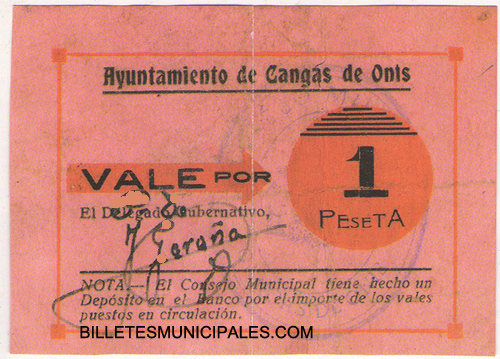 Ayuntamiento de Cangas de Onís
VALE POR
1
PESETA
El Delegado Gubernativo,
NOTA.— El Consejo Municipal tiene hecho un
Depósito en el Banco por el importe de los vales
puestos en circulación.
BILLETESMUNICIPALES.COM